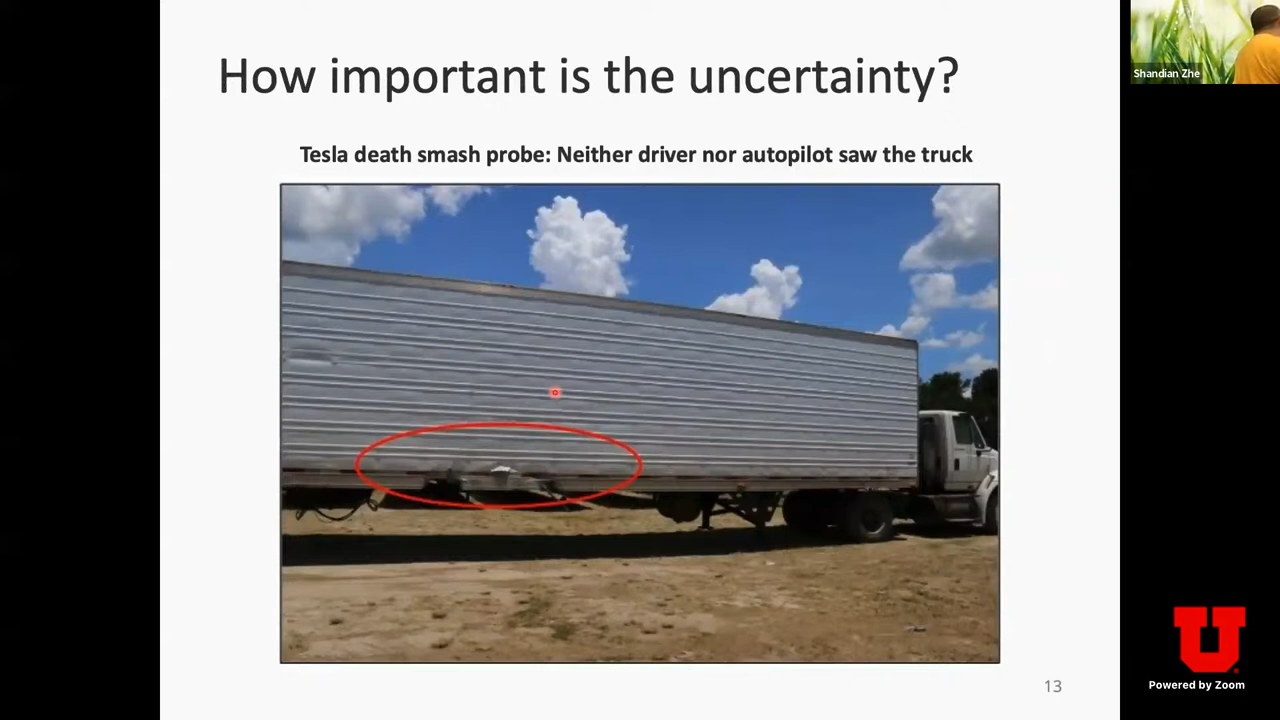 How important is the uncertainty?
Shandian Zhe
Tesla death smash probe: Neither driver nor autopilot saw the truck
13
U
Powered by Zoom